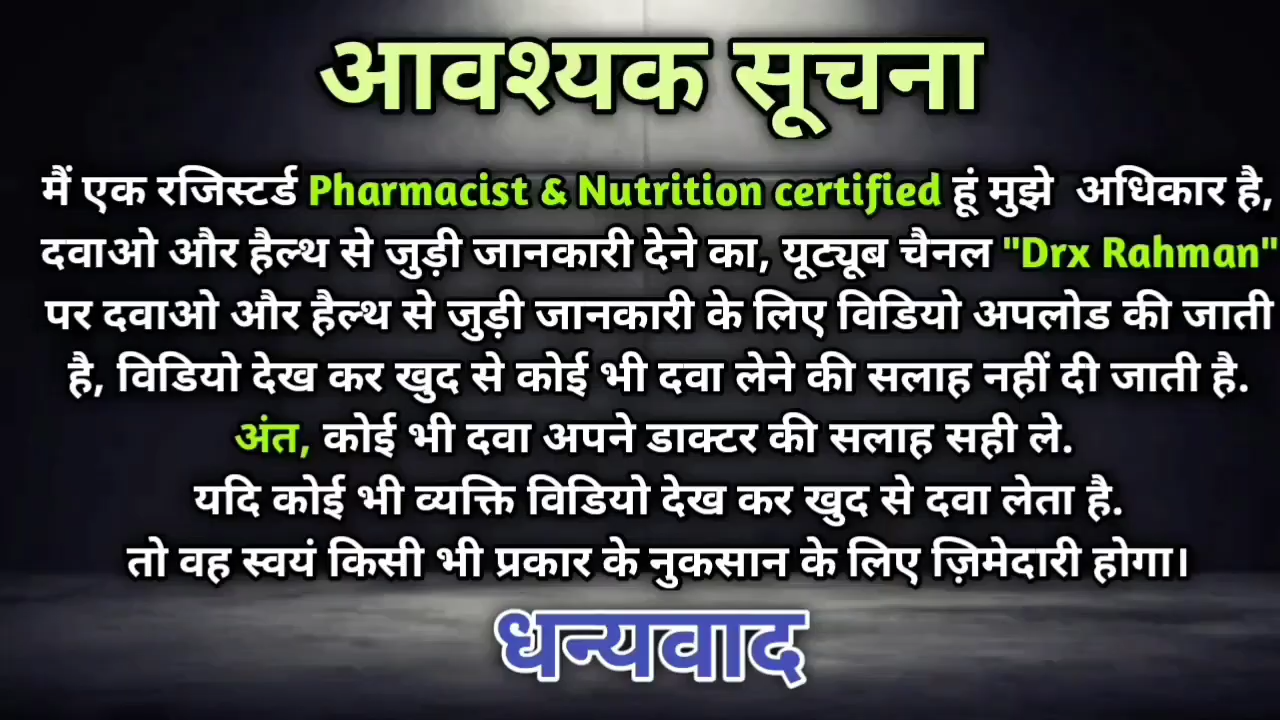 आवश्यक सूचना
मैं एक रजिस्टर्ड Pharmacist & Nutrition certified हूं मुझे अधिकार है,
दवाओ और हैल्थ से जुड़ी जानकारी देने का, यूट्यूब चैनल "Drx Rahman"
पर दवाओ और हैल्थ से जुड़ी जानकारी के लिए विडियो अपलोड की जाती
है, विडियो देख कर खुद से कोई भी दवा लेने की सलाह नहीं दी जाती है.
अंत, कोई भी दवा अपने डाक्टर की सलाह सही ले.
यदि कोई भी व्यक्ति विडियो देख कर खुद से दवा लेता है.
तो वह स्वयं किसी भी प्रकार के नुकसान के लिए ज़िमेदारी होगा।
धन्यवाद